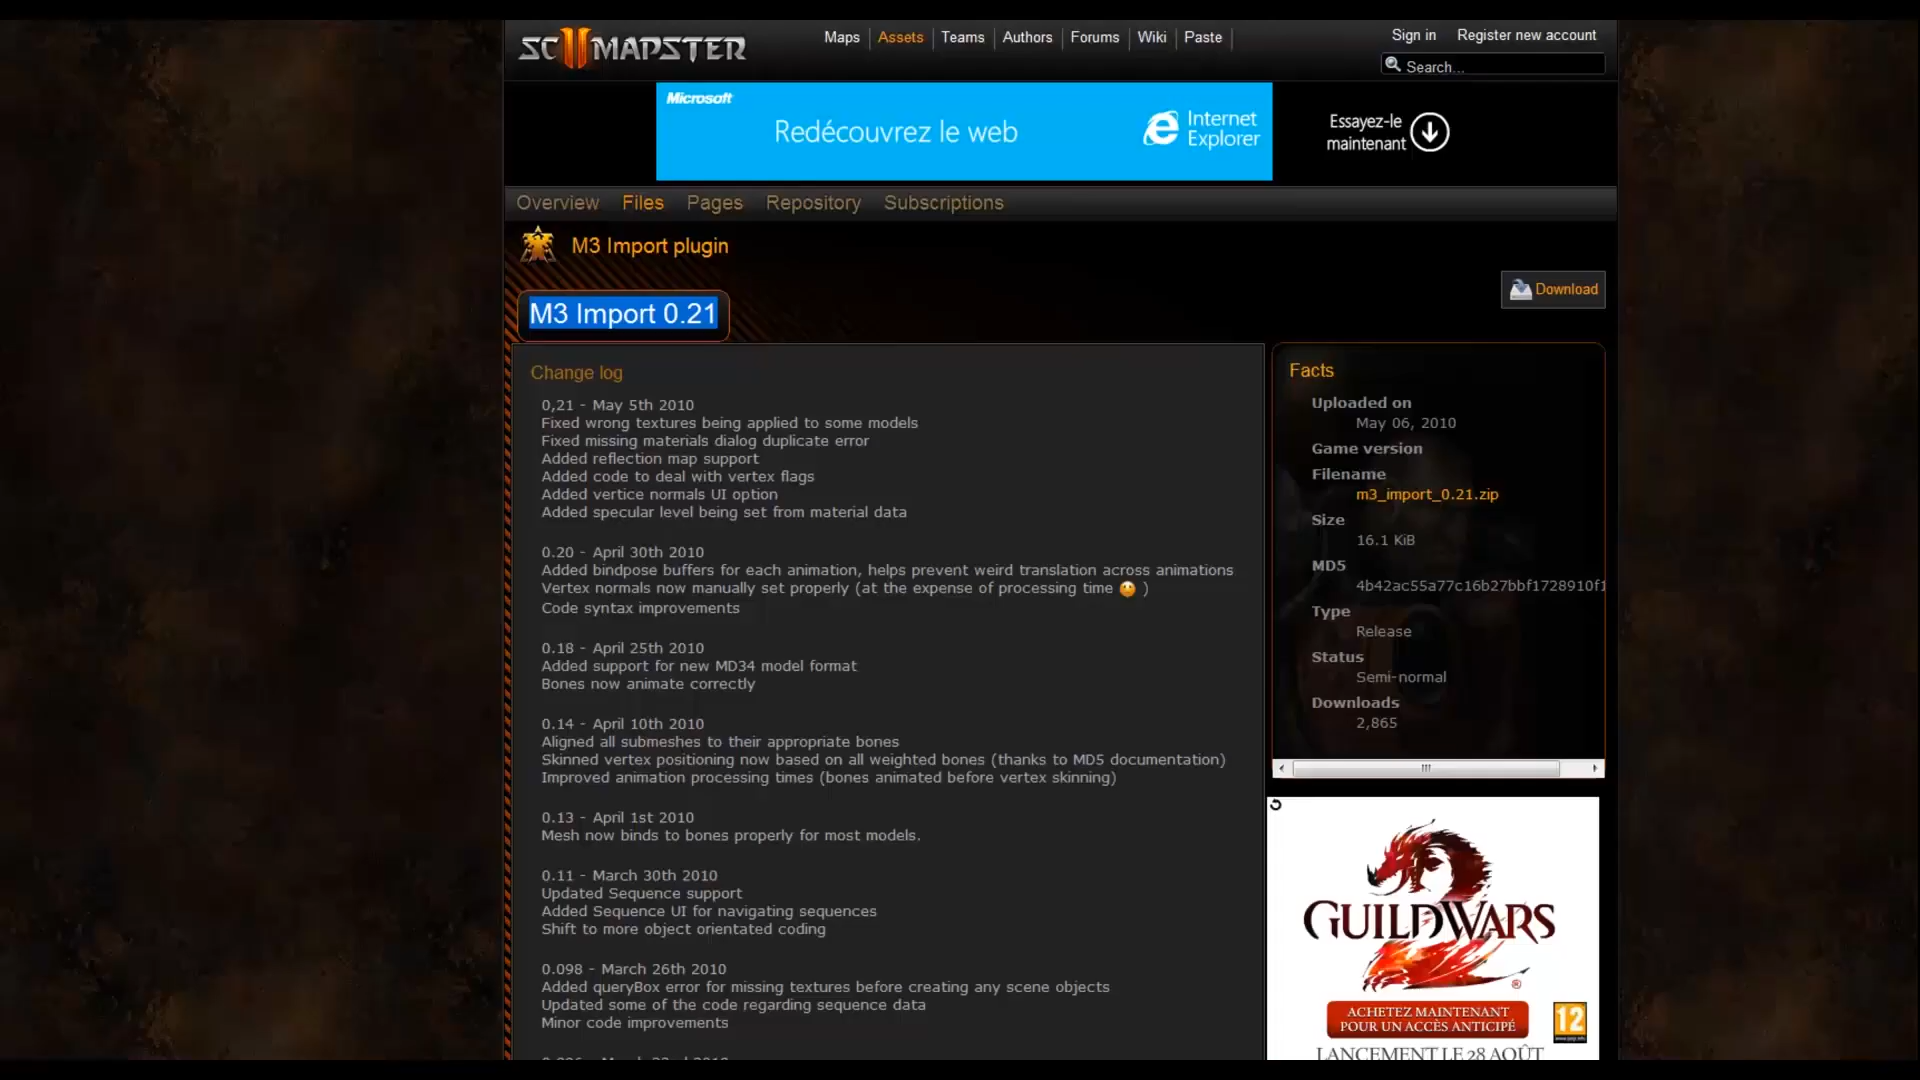 SC II MAPSTER
Maps
Assets
Teams
Authors
Forums
Wiki
Paste
Sign in
Register new account
Search...
Microsoft
Redécouvrez le web
Internet
Explorer
Essayez-le
maintenant
Overview
Files
Pages
Repository
Subscriptions
M3 Import plugin
Download
M3 Import 0.21
Change log
0,21 - May 5th 2010
Fixed wrong textures being applied to some models
Fixed missing materials dialog duplicate error
Added reflection map support
Added code to deal with vertex flags
Added vertice normals UI option
Added specular level being set from material data
0.20 - April 30th 2010
Added bindpose buffers for each animation, helps prevent weird translation across animations
Vertex normals now manually set properly (at the expense of processing time )
Code syntax improvements
0.18 - April 25th 2010
Added support for new MD34 model format
Bones now animate correctly
0.14 - April 10th 2010
Aligned all submeshes to their appropriate bones
Skinned vertex positioning now based on all weighted bones (thanks to MD5 documentation)
Improved animation processing times (bones animated before vertex skinning)
0.13 - April 1st 2010
Mesh now binds to bones properly for most models.
0.11 - March 30th 2010
Updated Sequence support
Added Sequence UI for navigating sequences
Shift to more object orientated coding
0.098 - March 26th 2010
Added queryBox error for missing textures before creating any scene objects
Updated some of the code regarding sequence data
Minor code improvements
Facts
Uploaded on
May 06, 2010
Game version
Filename
m3_import_0.21.zip
Size
16.1 KiB
MD5
4b42ac55a77c16b27bbf1728910f1
Type
Release
Status
Semi-normal
Downloads
2,865
GUILD WARS
2
ACHETEZ MAINTENANT
POUR UN ACCÈS ANTICIPÉ
12
LANCEMENT LE 28 AOÛT